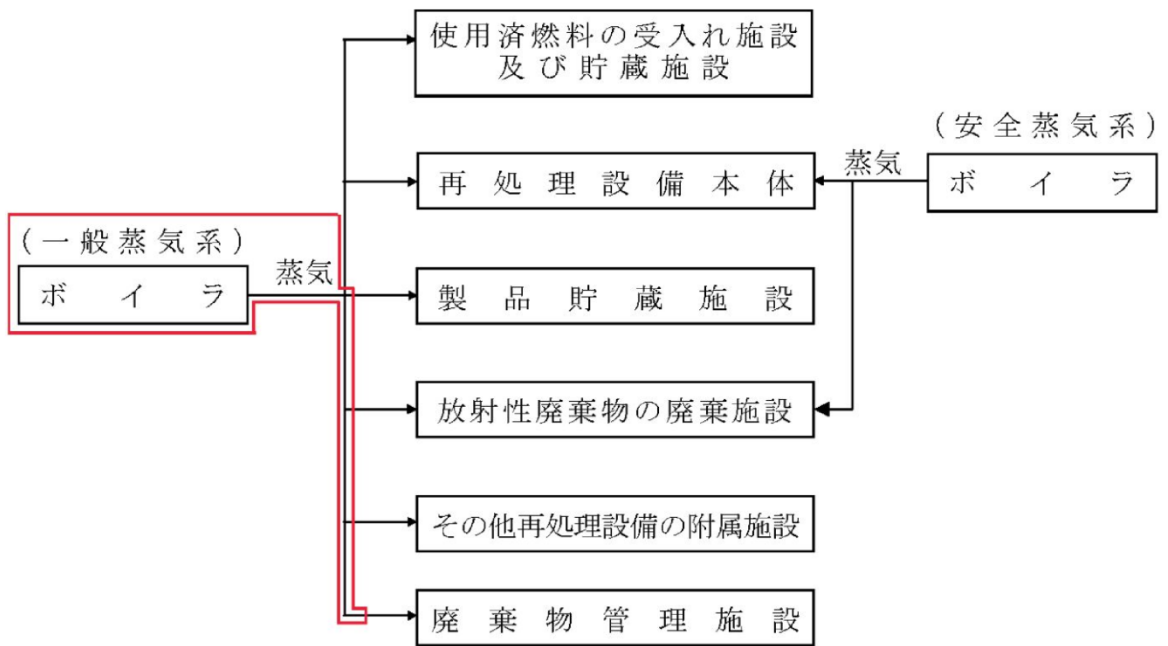 使用済燃料の受入れ施設
及び貯蔵施設
(安全蒸気系)
蒸気
再処理設備本体
ボイラ
(一般蒸気系)
蒸気
ボイラ
製品貯蔵施設
放射性廃棄物の廃棄施設
その他再処理設備の附属施設
廃棄物管理施設